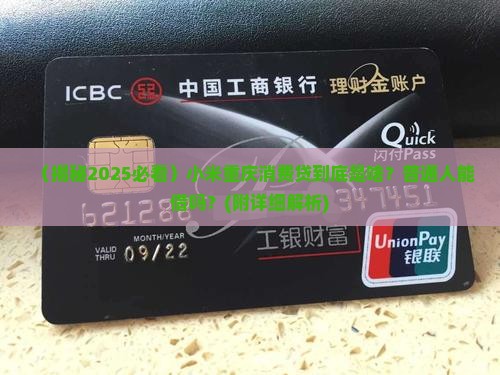 ICBC 中国工商银行 理财金账户
Quick
闪付Pass
(揭秘2025必看)小米重庆消费贷到底 普通人能
吗?(附详细解析)
621288 347451
MONTH/YEAR
VALID THRU 09/22
工银财富
UnionPay
银联